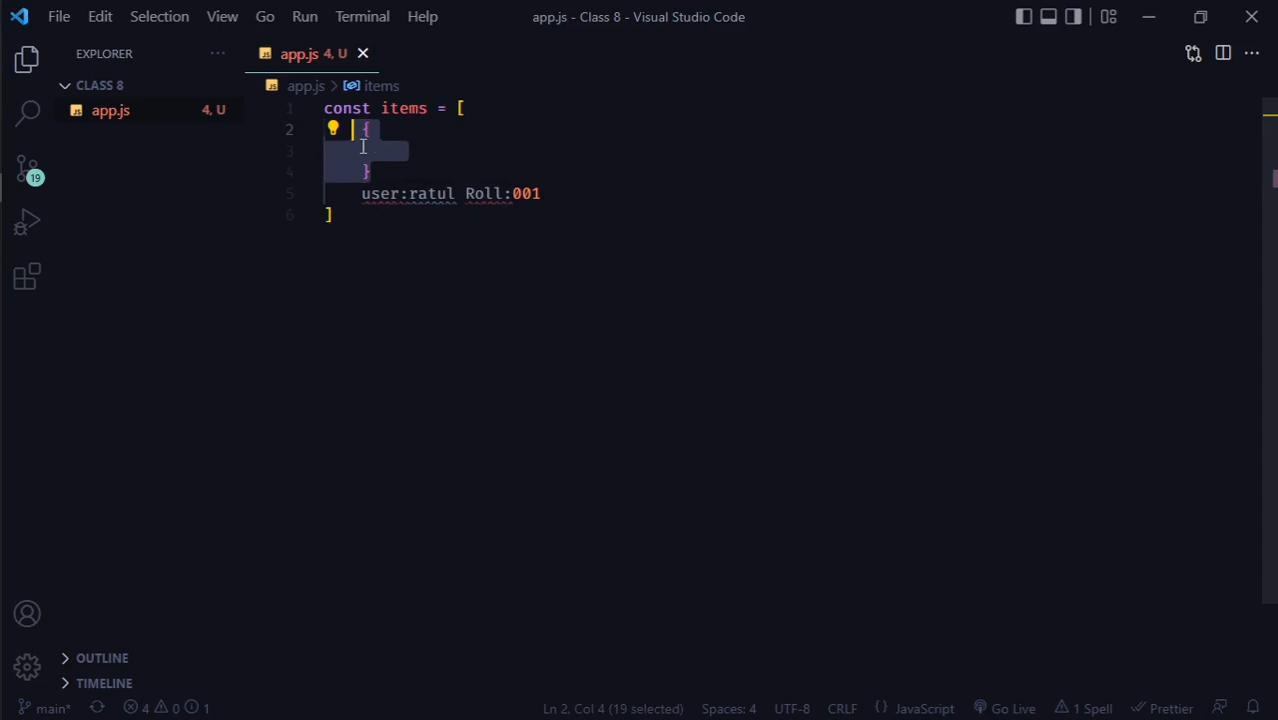 File Edit Selection View Go Run Terminal Help
app.js - Class 8 - Visual Studio Code
EXPLORER
app.js 4, U
CLASS 8
app.js > items
app.js 4, U
1 const items = [
2 {
3
4 }
5 user:ratul Roll:001
6 ]
19
OUTLINE
TIMELINE
main* 4 0 1
Ln 2, Col 4 (19 selected) Spaces: 4 UTF-8 CRLF {} JavaScript Go Live 1 Spell Prettier